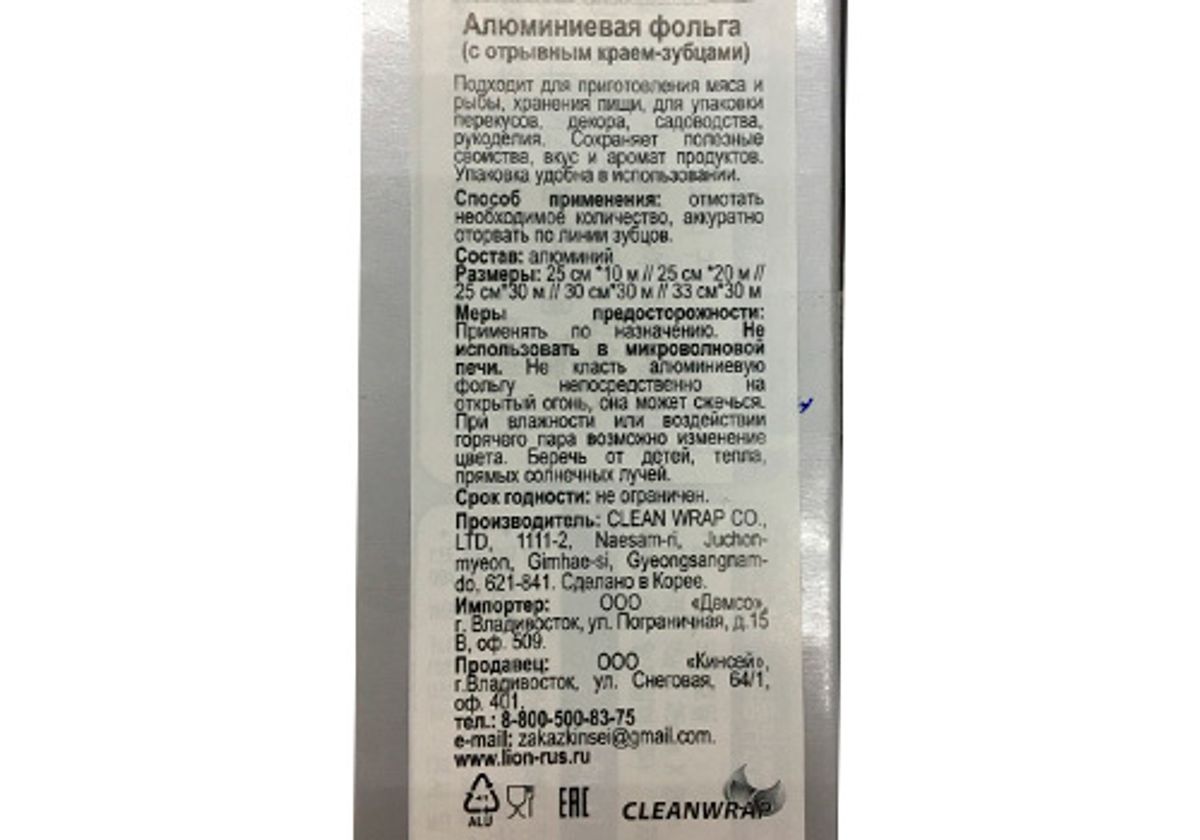 Алюминиевая фольга
(с отрывным краем-зубцами)
Подходит для приготовления мяса и
рыбы, хранения пищи, для упаковки
перекусов, декора, садоводства,
рукоделия. Сохраняет полезные
свойства, вкус и аромат продуктов.
Упаковка удобна в использовании.
Способ применения: отмотать
необходимое количество, аккуратно
оторвать по линии зубцов.
Состав: алюминий
Размеры: 25 см *10 м // 25 см *20 м //
25 см*30 м // 30 см*30 м // 33 см*30 м
Меры предосторожности:
Применять по назначению. Не
использовать в микроволновой
печи. Не класть алюминиевую
фольгу непосредственно на
открытый огонь, она может сжечься.
При влажности или воздействии
горячего пара возможно изменение
цвета. Беречь от детей, тепла,
прямых солнечных лучей.
Срок годности: не ограничен.
Производитель: CLEAN WRAP CO.,
LTD, 1111-2, Naesam-ri, Juchon-
myeon, Gimhae-si, Gyeongsangnam-
do, 621-841. Сделано в Корее.
Импортер: ООО «Демсо»,
г. Владивосток, ул. Пограничная, д.15
В, оф. 509.
Продавец: ООО «Кинсей»,
г.Владивосток, ул. Снеговая, 64/1,
оф. 401.
тел.: 8-800-500-83-75
e-mail: zakazkinsei@gmail.com.
www.lion-rus.ru
ALU
EAC
CLEANWRAP